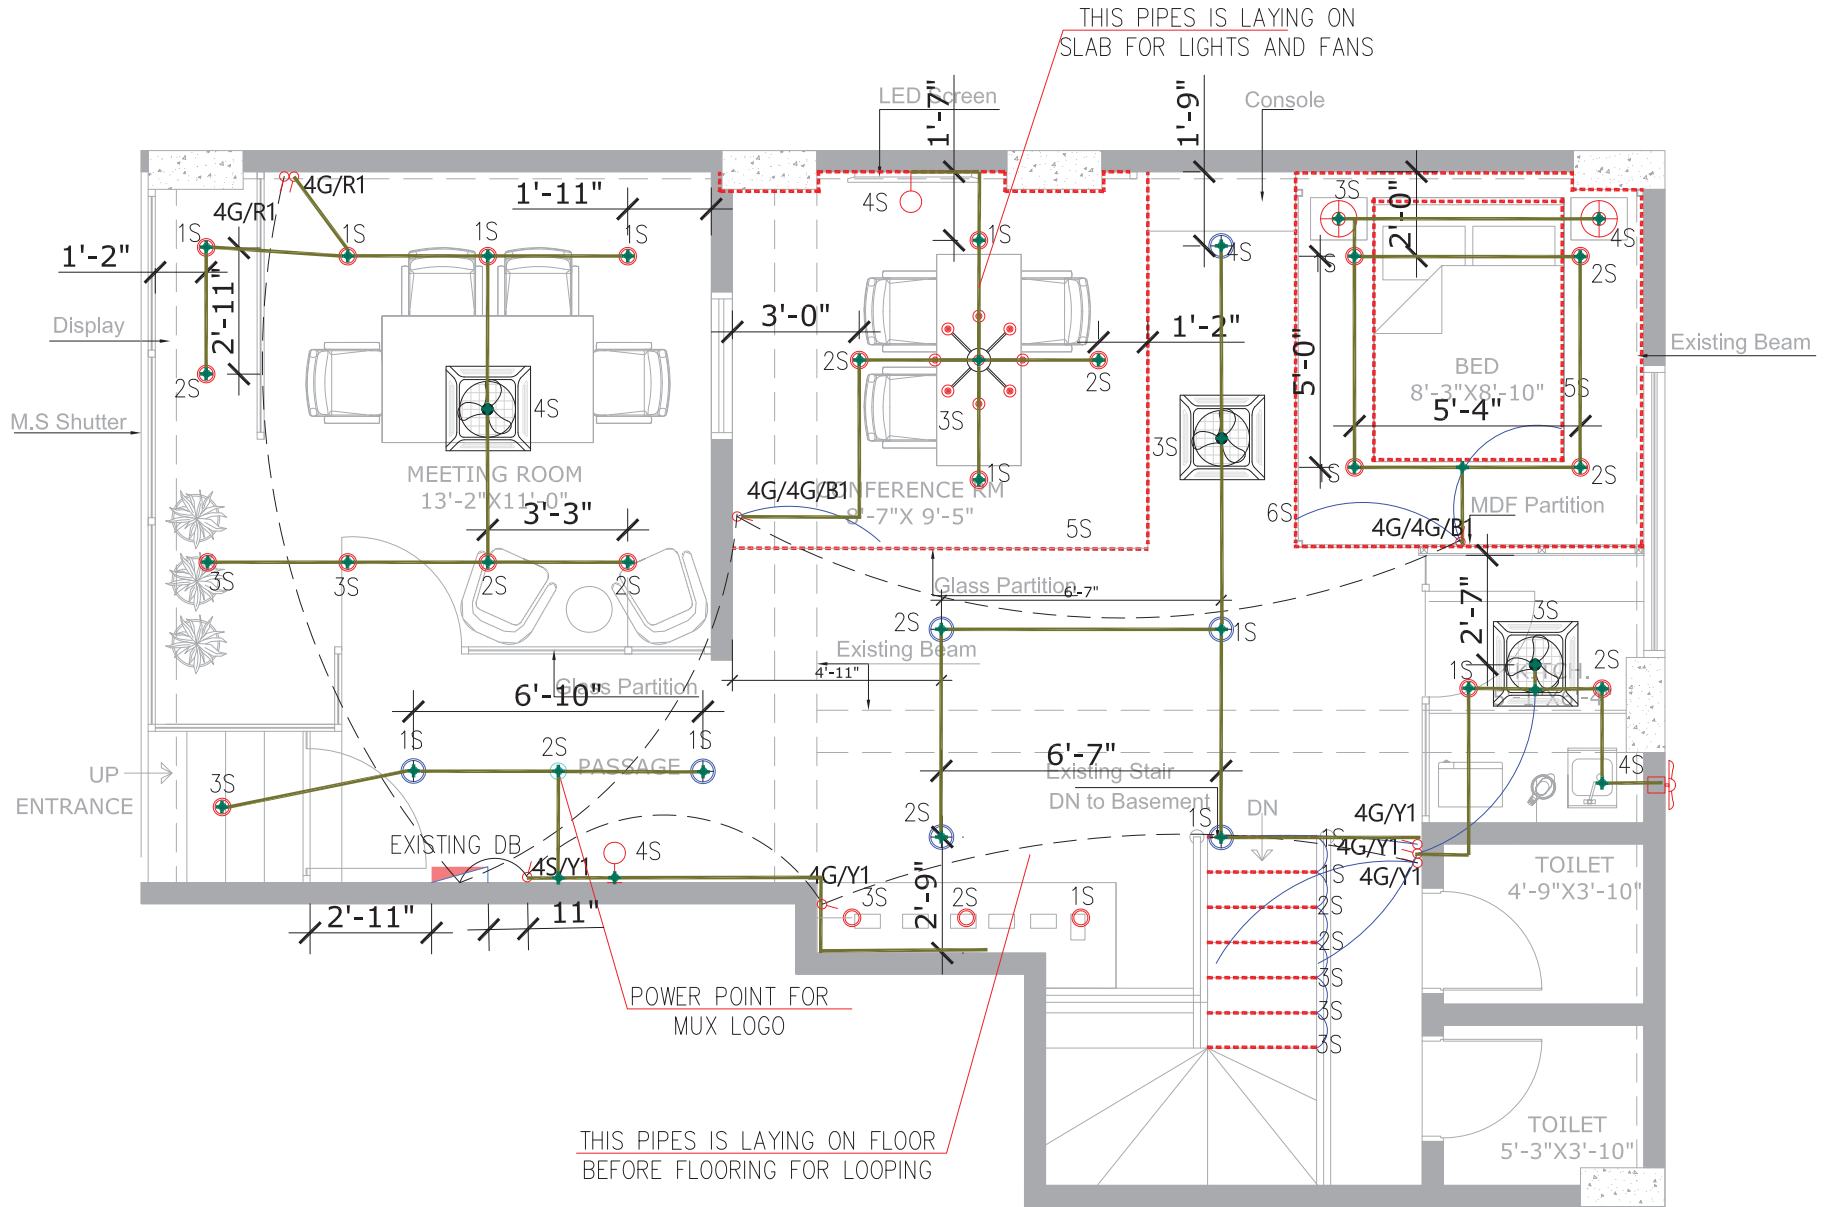 THIS PIPES IS LAYING ON
SLAB FOR LIGHTS AND FANS
LED Screen
1'-7"
1'-9"
Console
4G/R1
4G/R1
1'-11"
4S
3S
2'-0"
4S
1S
1S
1S
1S
1S
4S
1S
2S
1'-2"
2'-11"
Display
3'-0"
1'-2"
5'-0"
Existing Beam
2S
2S
2S
BED
8'-3"X8'-10"
5S
5'-4"
M.S Shutter
4S
3S
3S
MEETING ROOM
13'-2"X11'-0"
1S
1S
2S
4G/4G/B1
CONFERENCE RM
8'-7"X 9'-5"
3'-3"
5S
6S
MDF Partition
4G/4G/B1
3S
3S
2S
2S
Glass Partition
6'-7"
2'-7"
3S
2S
1S
Existing Beam
4'-11"
1S
2S
KITCH.
Glass Partition
6'-10"
1S
2S
1S
PASSAGE
6'-7"
Existing Stair
DN to Basement
DN
4S
UP
ENTRANCE
3S
2S
1S
4G/Y1
EXISTING DB
4S/Y1
4S
4G/Y1
1S
4G/Y1
4G/Y1
TOILET
4'-9"X3'-10"
1S
3S
2S
1S
2S
2'-9"
2'-11"
11"
2S
3S
3S
3S
POWER POINT FOR
MUX LOGO
THIS PIPES IS LAYING ON FLOOR
BEFORE FLOORING FOR LOOPING
TOILET
5'-3"X3'-10"